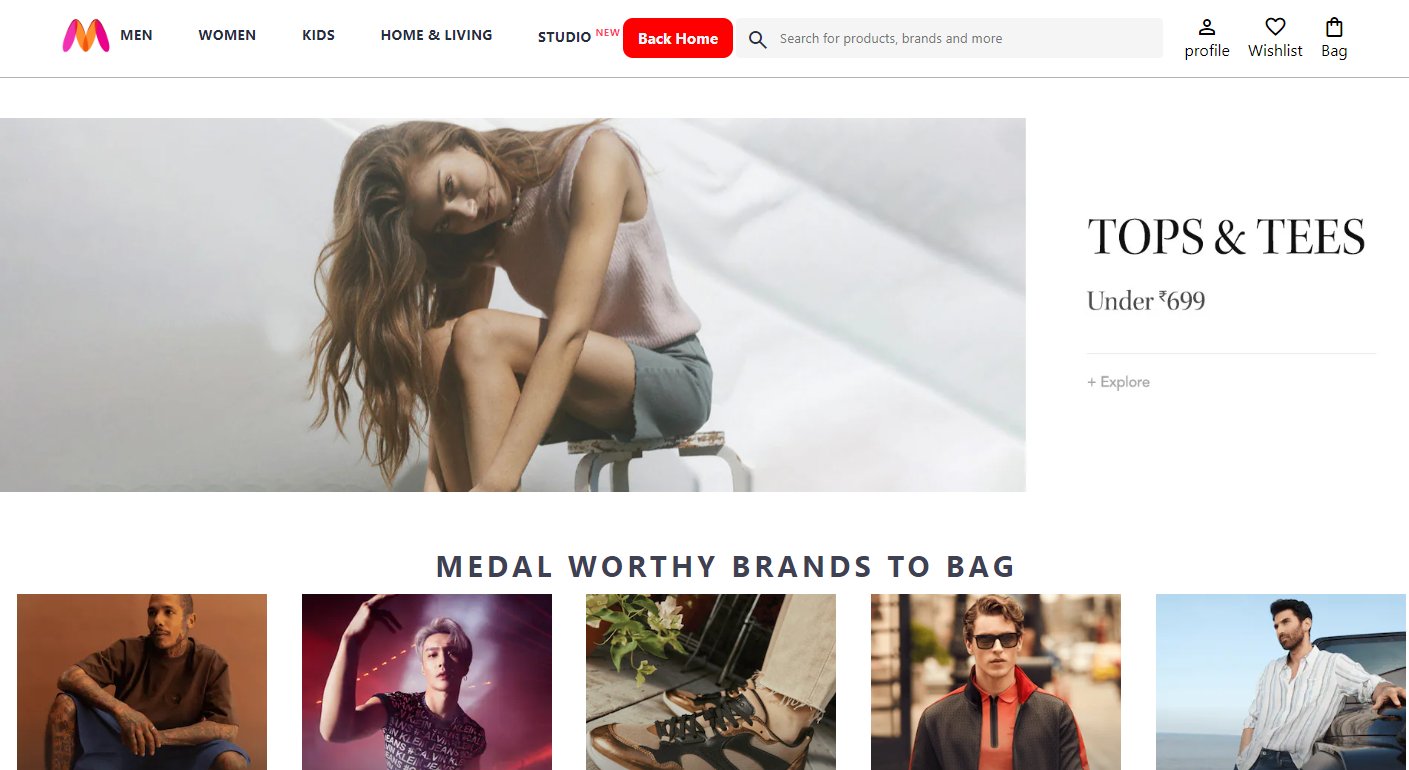 MEN WOMEN KIDS HOME & LIVING STUDIO NEW Back Home Search for products, brands and more profile Wishlist Bag
TOPS & TEES
Under ₹699
+ Explore
MEDAL WORTHY BRANDS TO BAG